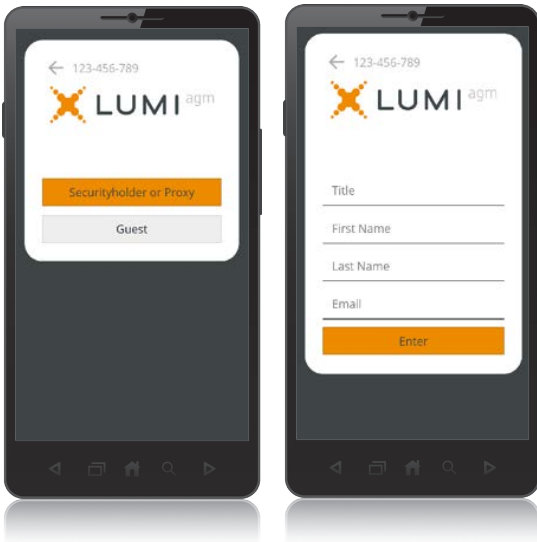 123-456-789
LUMI agm
Securityholder or Proxy
Guest
123-456-789
LUMI agm
Title
First Name
Last Name
Email
Enter